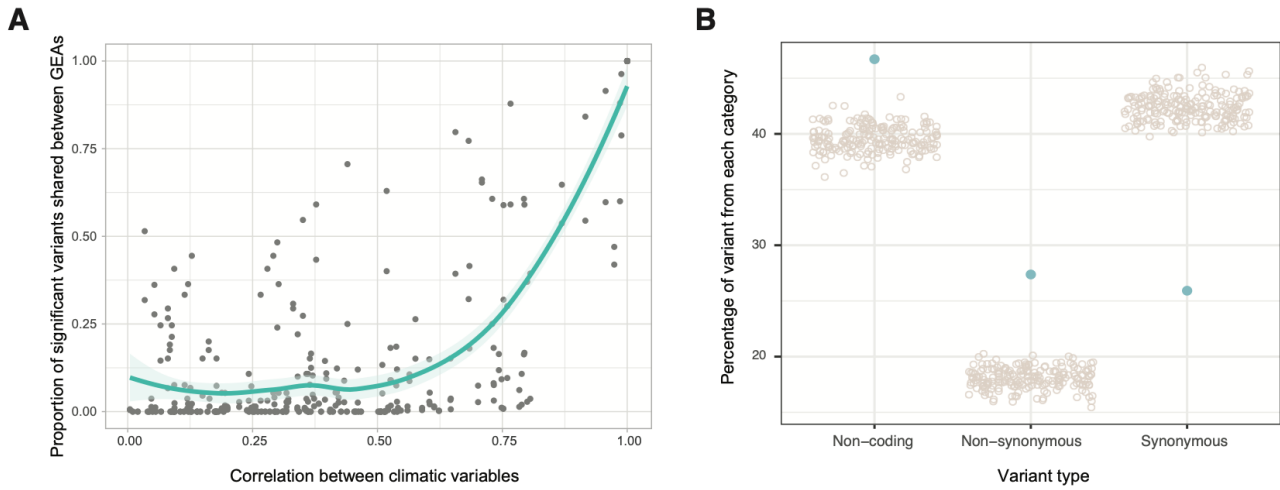 A
Proportion of significant variants shared between GEAs
1.00
0.75
0.50
0.25
0.00
0.00 0.25 0.50 0.75 1.00
Correlation between climatic variables
B
Percentage of variant from each category
40
30
20
Non−coding Non−synonymous Synonymous
Variant type